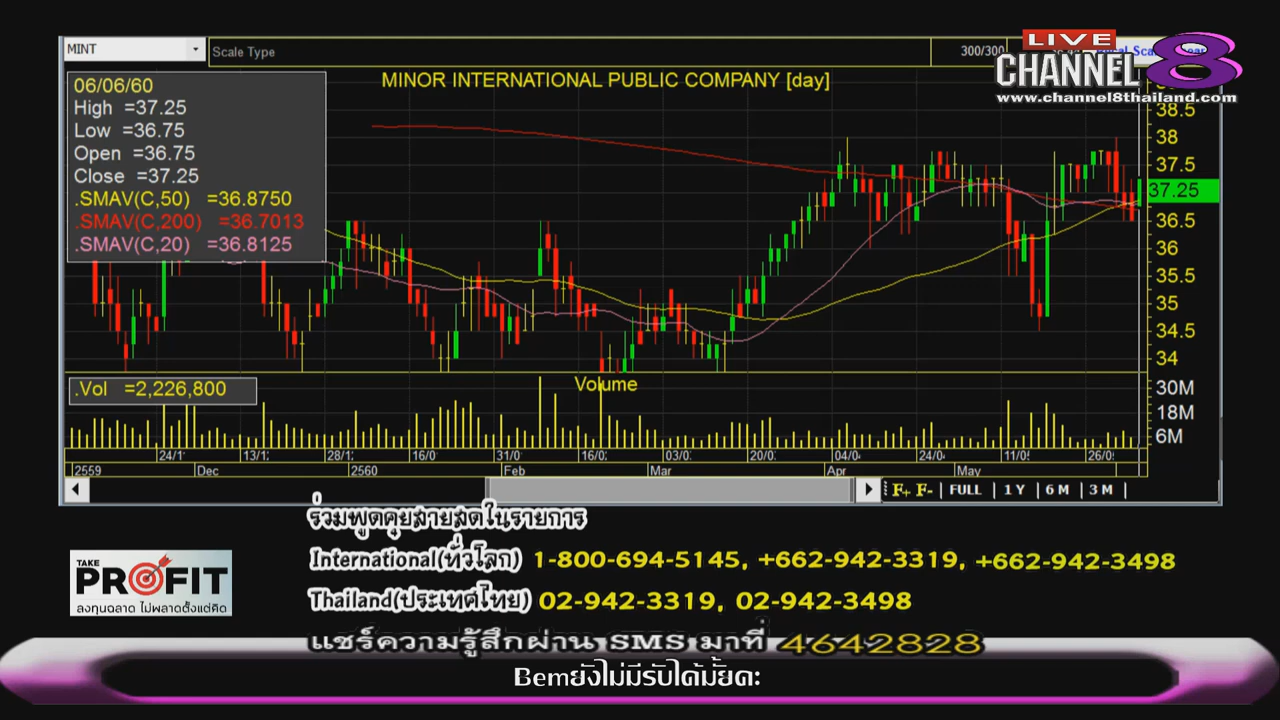 MINT
Scale Type
300/300
LIVE
CHANNEL 8
www.channel8thailand.com
MINOR INTERNATIONAL PUBLIC COMPANY [day]
06/06/60
High =37.25
Low =36.75
Open =36.75
Close =37.25
.SMAV(C,50) =36.8750
.SMAV(C,200) =36.7013
.SMAV(C,20) =36.8125
38.5
38
37.5
37.25
36.5
36
35.5
35
34.5
34
.Vol =2,226,800
Volume
30M
18M
6M
24/1 13/1 28/1 16/0 31/0 16/0 03/0 20/0 04/0 24/0 11/0 26/0
2559 Dec 2560 Feb Mar Apr May
F+ F- FULL 1 Y 6 M 3 M
ร่วมพูดคุยสายสดในรายการ
International(ทั่วโลก) 1-800-694-5145, +662-942-3319, +662-942-3498
Thailand(ประเทศไทย) 02-942-3319, 02-942-3498
TAKE
PROFIT
ลงทุนฉลาด ไม่พลาดตั้งแต่คิด
แชร์ความรู้สึกผ่าน SMS มาที่ 4642828
Bemยังไม่มีรับได้มั้ยคะ